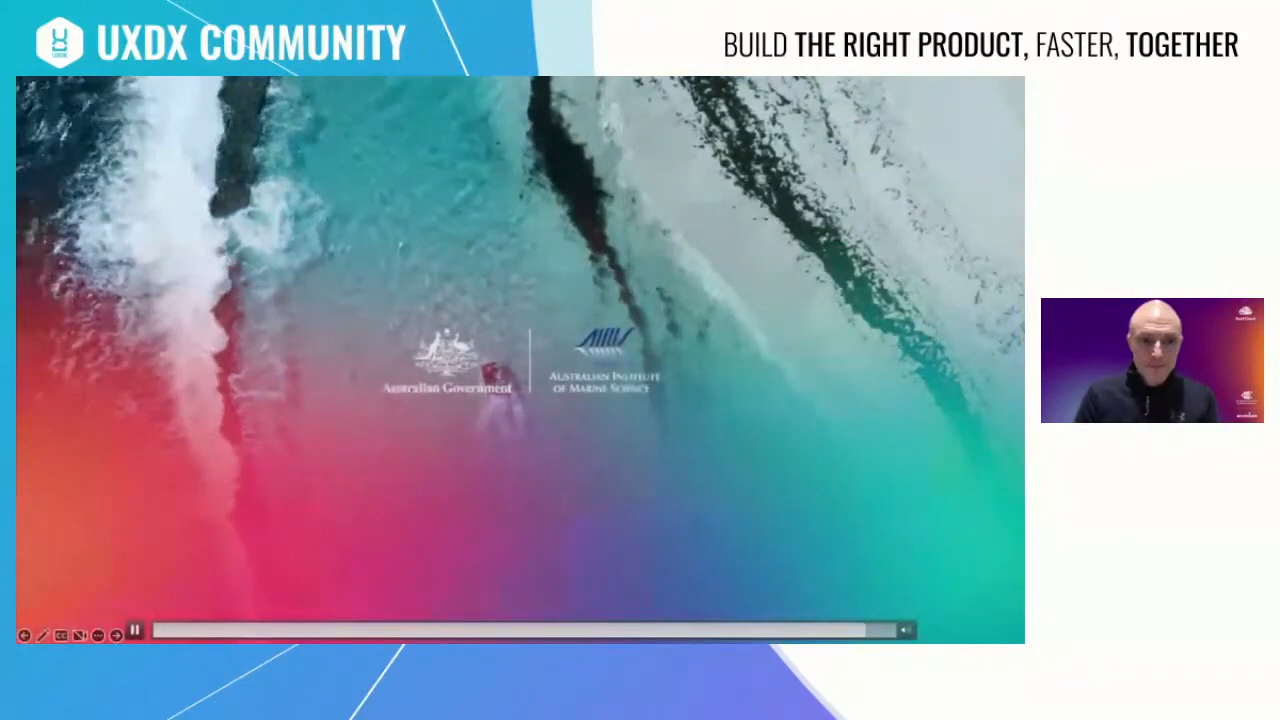 UXDX COMMUNITY
BUILD THE RIGHT PRODUCT, FASTER, TOGETHER
Australian Government
AUSTRALIAN INSTITUTE
OF MARINE SCIENCE